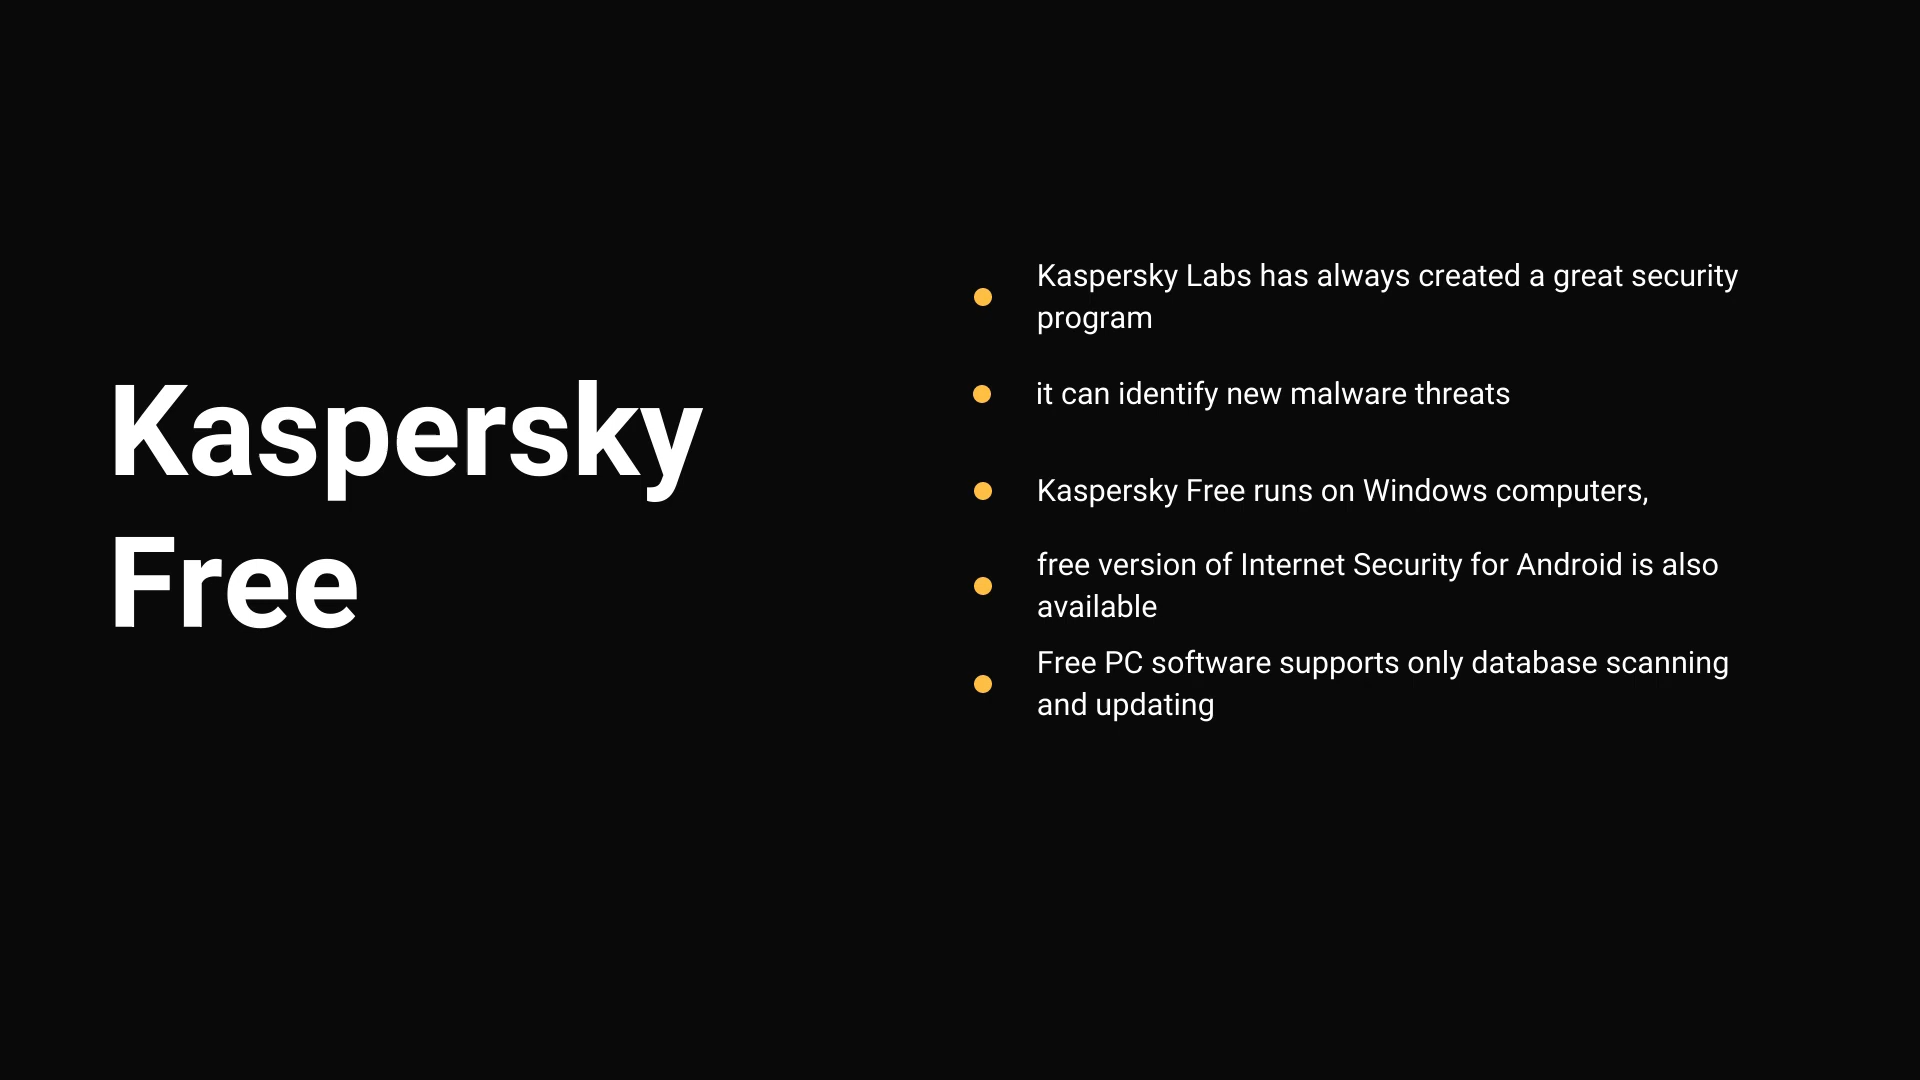 Kaspersky
Free
Kaspersky Labs has always created a great security
program
it can identify new malware threats
Kaspersky Free runs on Windows computers,
free version of Internet Security for Android is also
available
Free PC software supports only database scanning
and updating